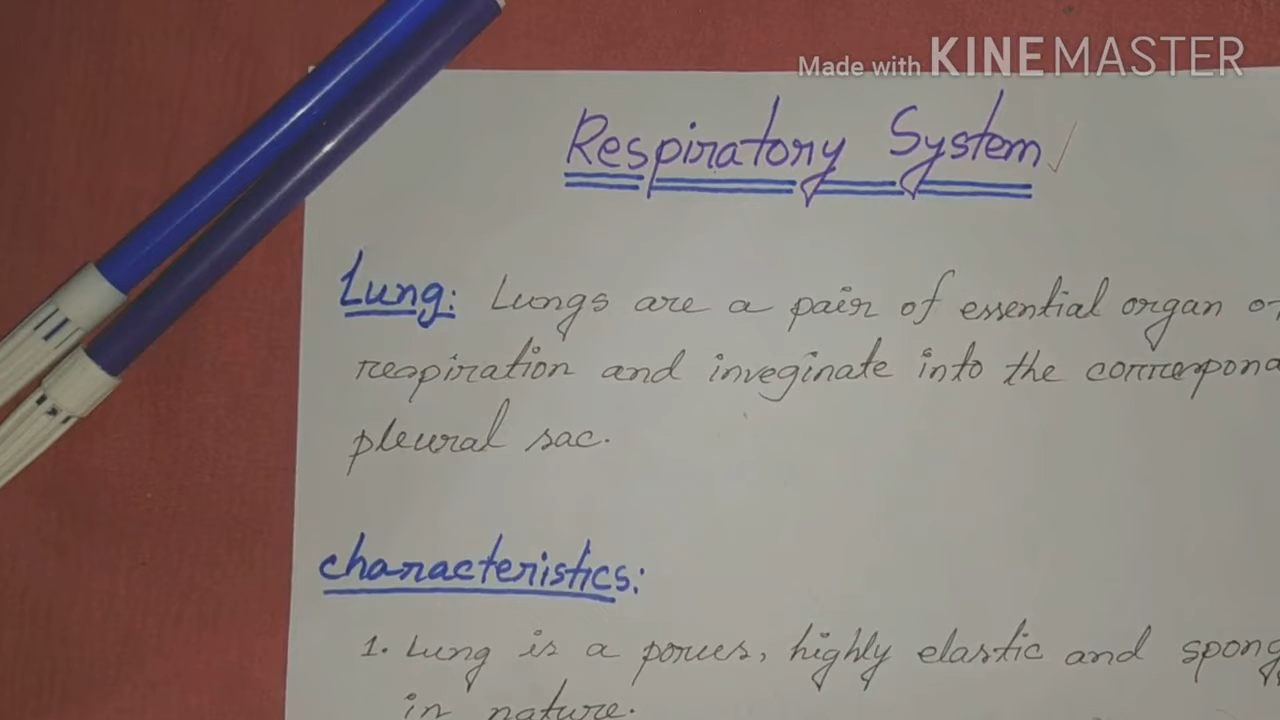 Made with KINEMASTER
Respiratory System
Lung: Lungs are a pair of essential organ of
respiration and inveginate into the correspond
pleural sac.
characteristics:
1. Lung is a porues, highly elastic and spong
in nature.